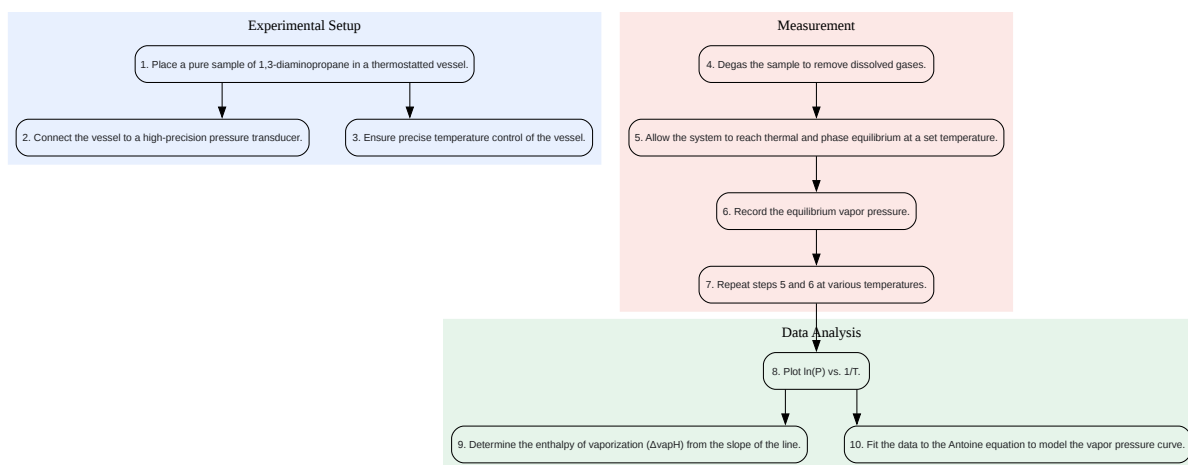 Experimental Setup
1. Place a pure sample of 1,3-diaminopropane in a thermostatted vessel.
2. Connect the vessel to a high-precision pressure transducer.
3. Ensure precise temperature control of the vessel.
Measurement
4. Degas the sample to remove dissolved gases.
5. Allow the system to reach thermal and phase equilibrium at a set temperature.
6. Record the equilibrium vapor pressure.
7. Repeat steps 5 and 6 at various temperatures.
Data Analysis
8. Plot ln(P) vs. 1/T.
9. Determine the enthalpy of vaporization (ΔvapH) from the slope of the line.
10. Fit the data to the Antoine equation to model the vapor pressure curve.